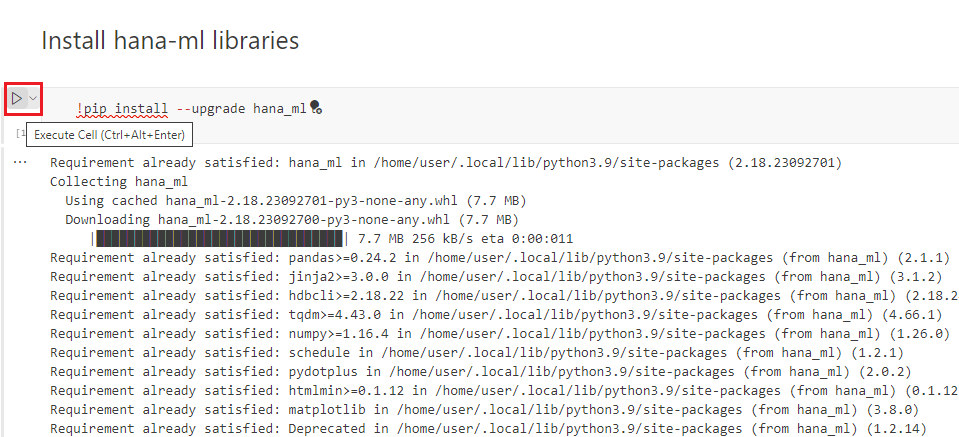 Install hana-ml libraries
!pip install --upgrade hana_ml
[1
Execute Cell (Ctrl+Alt+Enter)
... Requirement already satisfied: hana_ml in /home/user/.local/lib/python3.9/site-packages (2.18.23092701)
Collecting hana_ml
Using cached hana_ml-2.18.23092701-py3-none-any.whl (7.7 MB)
Downloading hana_ml-2.18.23092700-py3-none-any.whl (7.7 MB)
|████████████████████████████████| 7.7 MB 256 kB/s eta 0:00:011
Requirement already satisfied: pandas>=0.24.2 in /home/user/.local/lib/python3.9/site-packages (from hana_ml) (2.1.1)
Requirement already satisfied: jinja2>=3.0.0 in /home/user/.local/lib/python3.9/site-packages (from hana_ml) (3.1.2)
Requirement already satisfied: hdbcli>=2.18.22 in /home/user/.local/lib/python3.9/site-packages (from hana_ml) (2.18.2
Requirement already satisfied: tqdm>=4.43.0 in /home/user/.local/lib/python3.9/site-packages (from hana_ml) (4.66.1)
Requirement already satisfied: numpy>=1.16.4 in /home/user/.local/lib/python3.9/site-packages (from hana_ml) (1.26.0)
Requirement already satisfied: schedule in /home/user/.local/lib/python3.9/site-packages (from hana_ml) (1.2.1)
Requirement already satisfied: pydotplus in /home/user/.local/lib/python3.9/site-packages (from hana_ml) (2.0.2)
Requirement already satisfied: htmlmin>=0.1.12 in /home/user/.local/lib/python3.9/site-packages (from hana_ml) (0.1.12
Requirement already satisfied: matplotlib in /home/user/.local/lib/python3.9/site-packages (from hana_ml) (3.8.0)
Requirement already satisfied: Deprecated in /home/user/.local/lib/python3.9/site-packages (from hana_ml) (1.2.14)